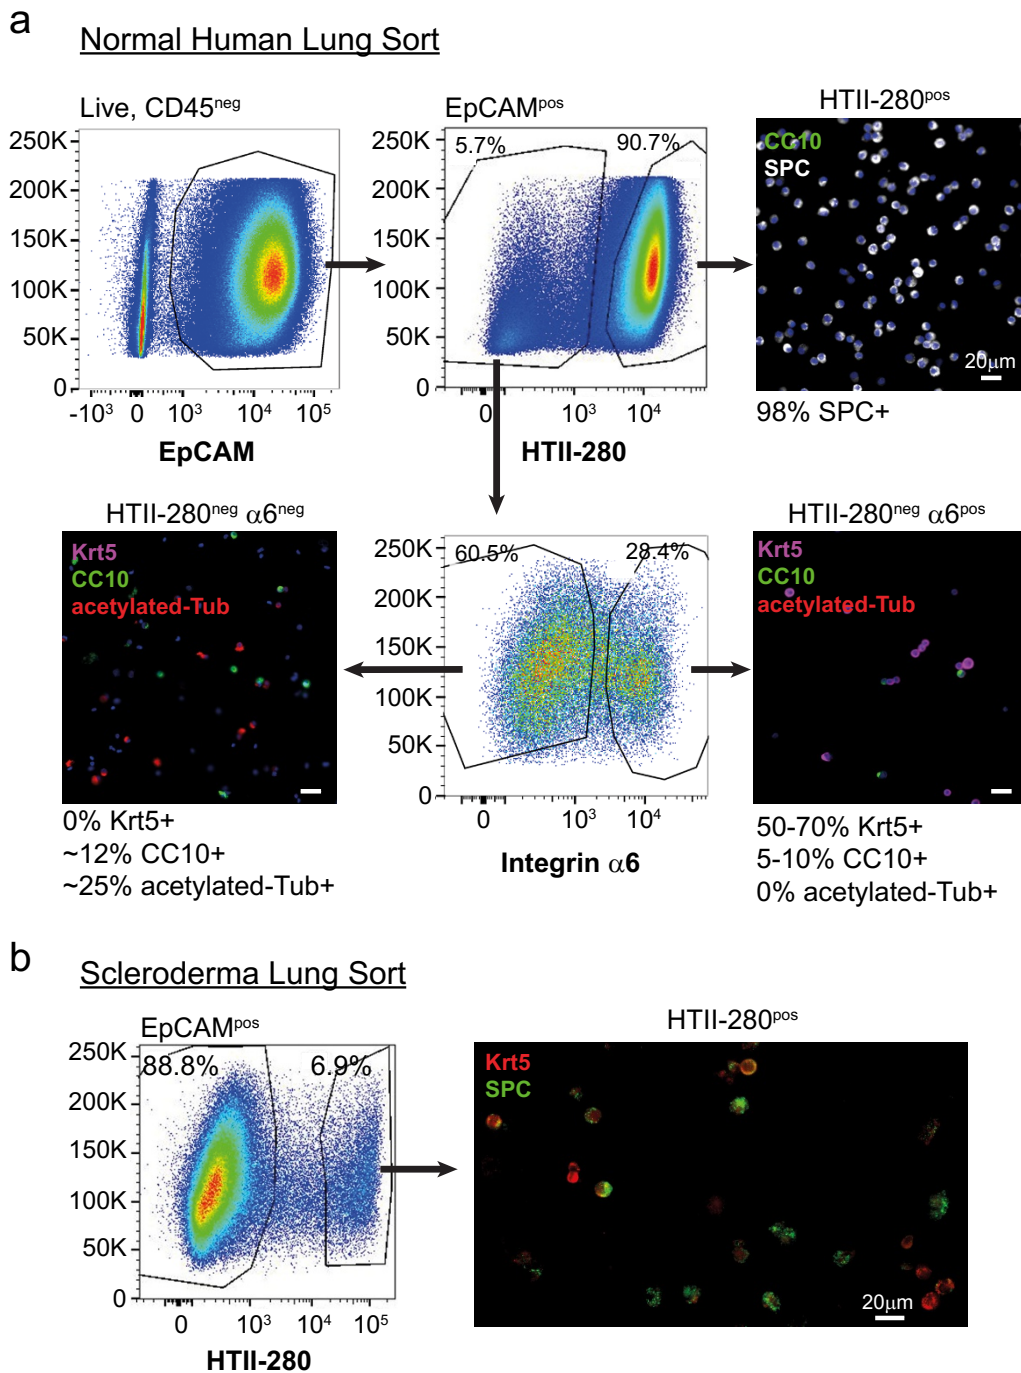 a
Normal Human Lung Sort
Live, CD45neg
EpCAMpos
HTII-280pos
250K
200K
150K
100K
50K
0
-10³ 0 10³ 10⁴ 10⁵
EpCAM
5.7%
90.7%
250K
200K
150K
100K
50K
0
0 10³ 10⁴
HTII-280
CC10
SPC
20µm
98% SPC+
HTII-280neg α6neg
Krt5
CC10
acetylated-Tub
0% Krt5+
~12% CC10+
~25% acetylated-Tub+
60.5%
28.4%
250K
200K
150K
100K
50K
0
0 10³ 10⁴
Integrin α6
HTII-280neg α6pos
Krt5
CC10
acetylated-Tub
50-70% Krt5+
5-10% CC10+
0% acetylated-Tub+
b
Scleroderma Lung Sort
EpCAMpos
88.8%
6.9%
250K
200K
150K
100K
50K
0
0 10³ 10⁴ 10⁵
HTII-280
HTII-280pos
Krt5
SPC
20µm